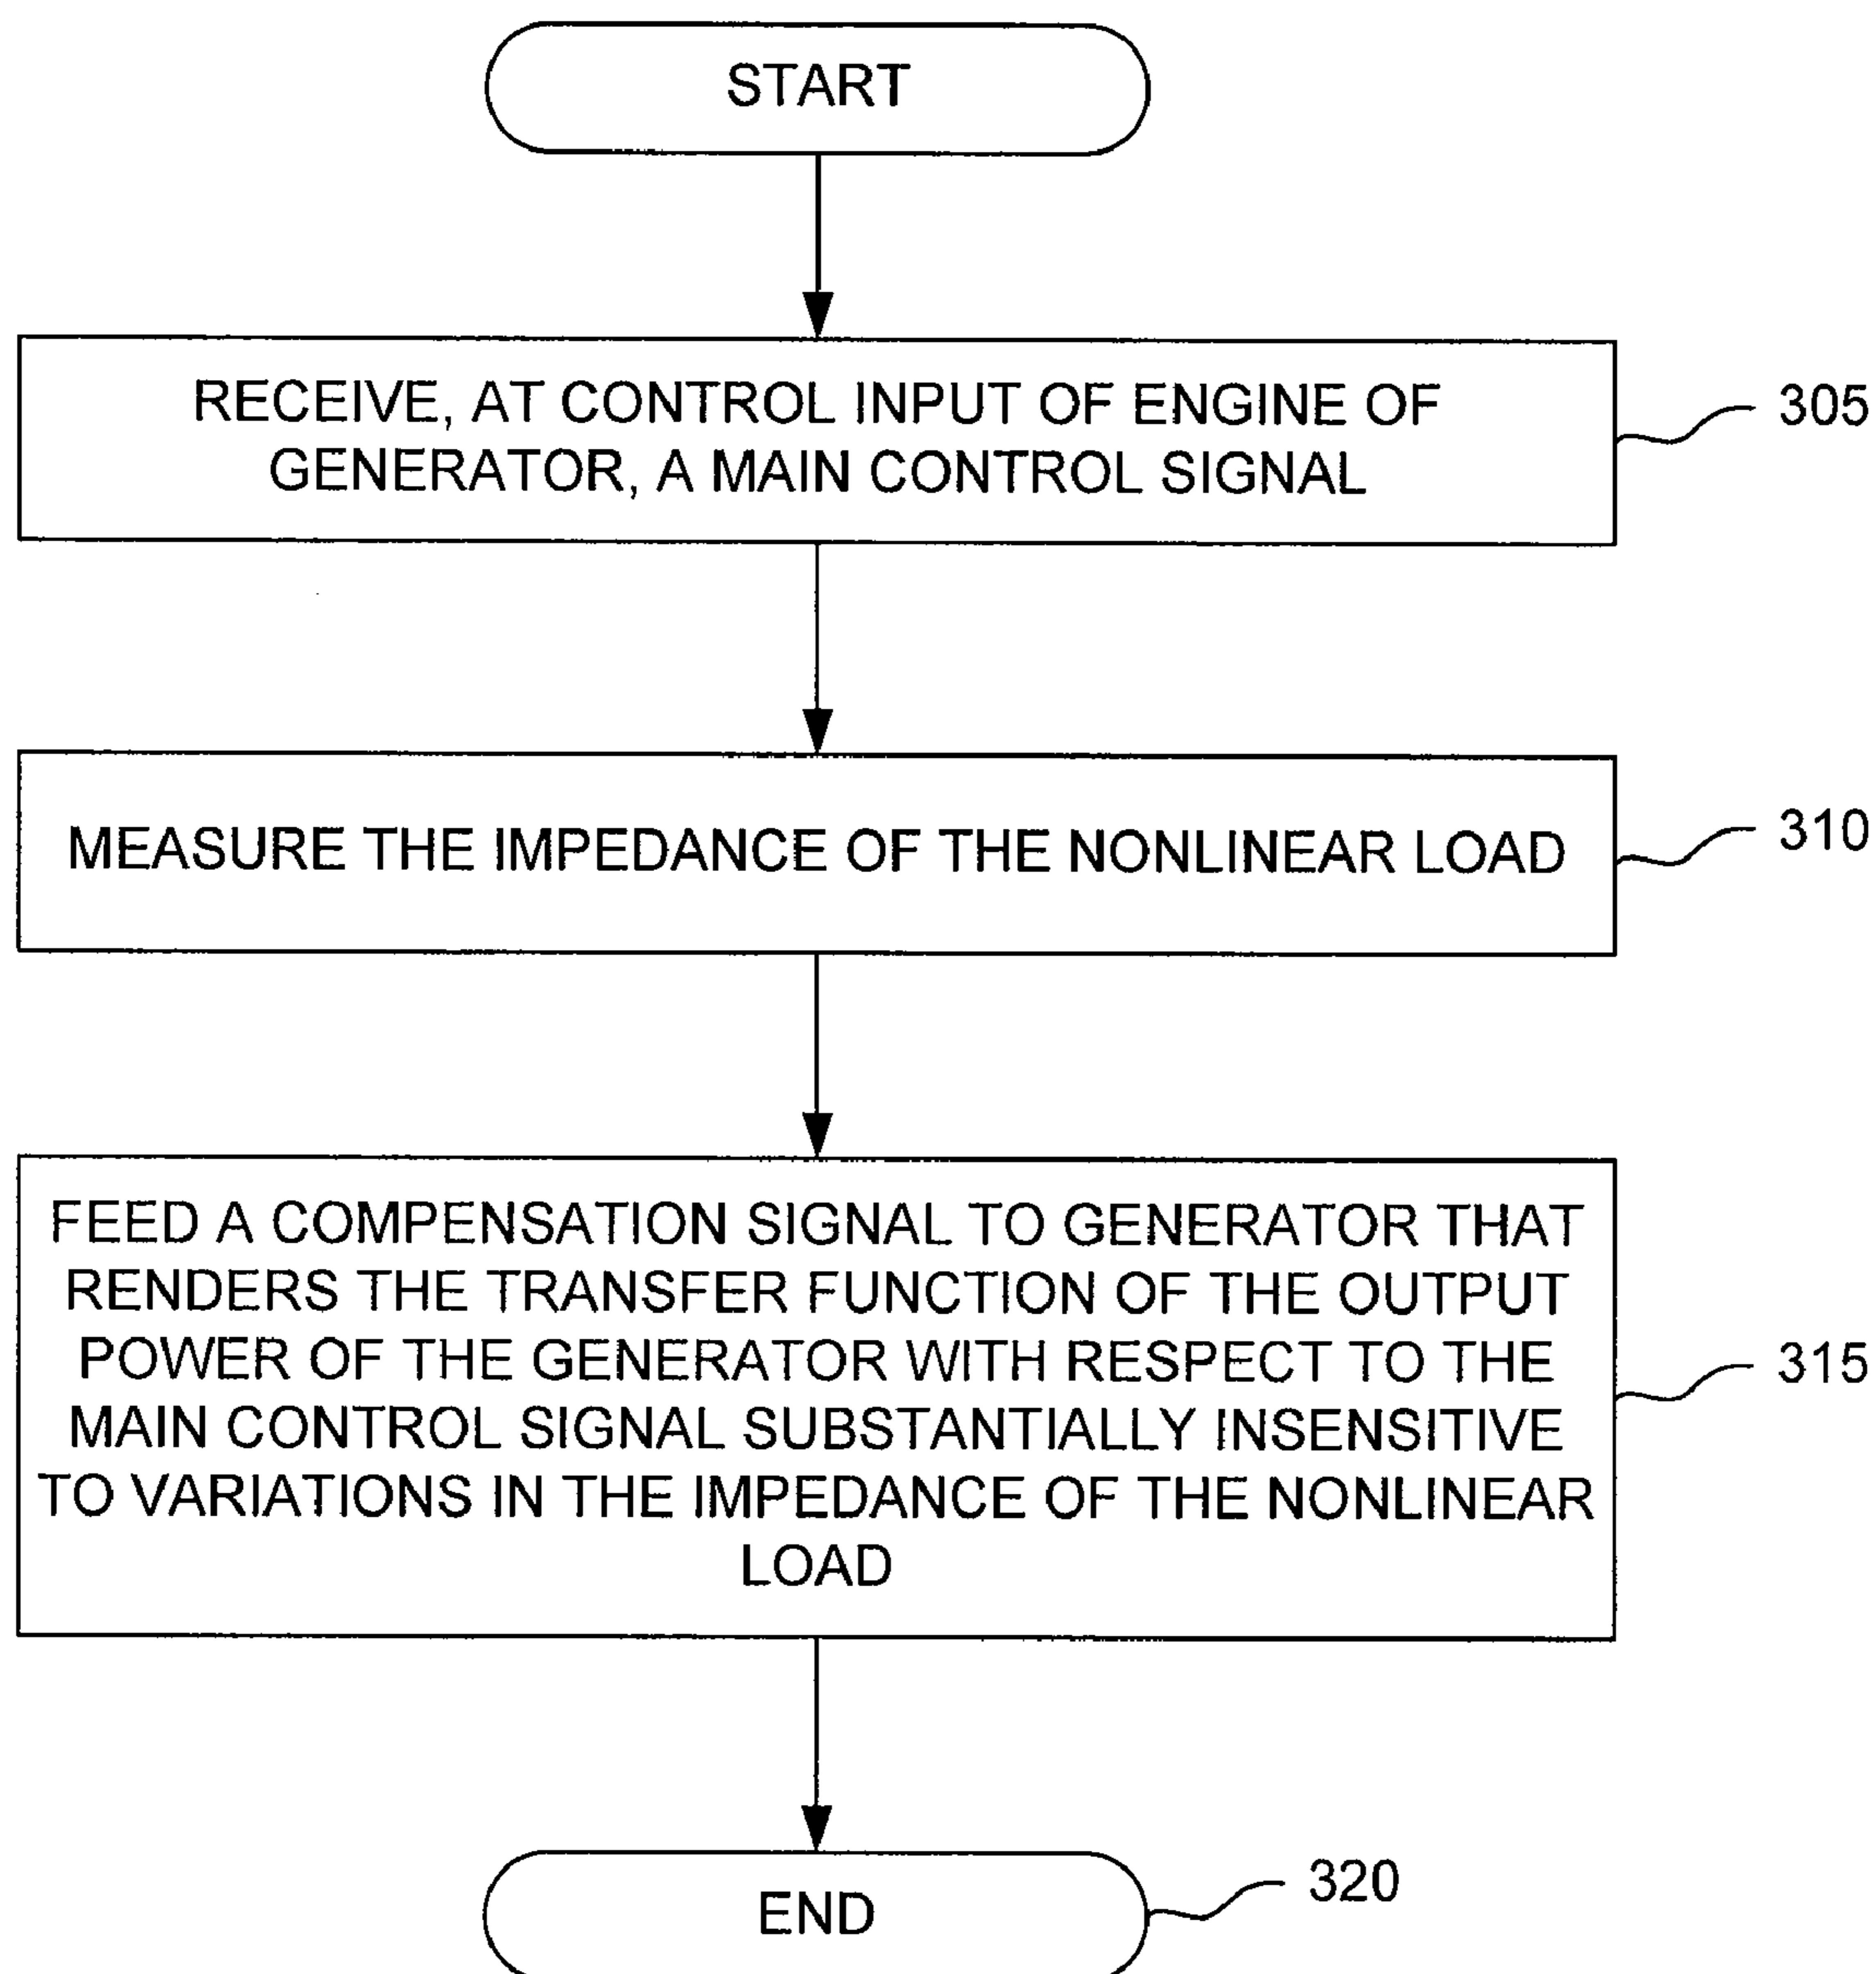 START
RECEIVE, AT CONTROL INPUT OF ENGINE OF
GENERATOR, A MAIN CONTROL SIGNAL
305
MEASURE THE IMPEDANCE OF THE NONLINEAR LOAD
310
FEED A COMPENSATION SIGNAL TO GENERATOR THAT
RENDERS THE TRANSFER FUNCTION OF THE OUTPUT
POWER OF THE GENERATOR WITH RESPECT TO THE
MAIN CONTROL SIGNAL SUBSTANTIALLY INSENSITIVE
TO VARIATIONS IN THE IMPEDANCE OF THE NONLINEAR
LOAD
315
END
320